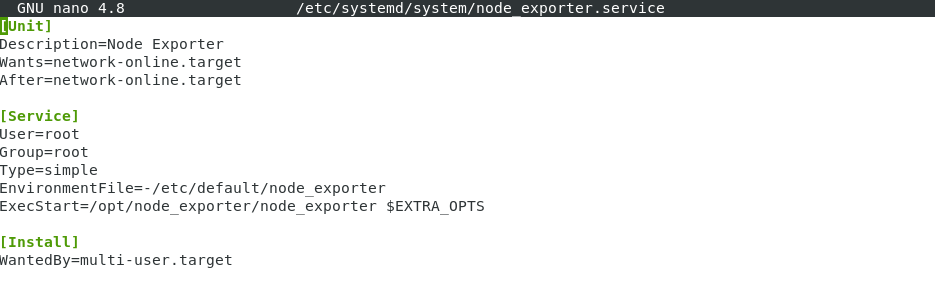 GNU nano 4.8 /etc/systemd/system/node_exporter.service
[Unit]
Description=Node Exporter
Wants=network-online.target
After=network-online.target
[Service]
User=root
Group=root
Type=simple
EnvironmentFile=-/etc/default/node_exporter
ExecStart=/opt/node_exporter/node_exporter $EXTRA_OPTS
[Install]
WantedBy=multi-user.target